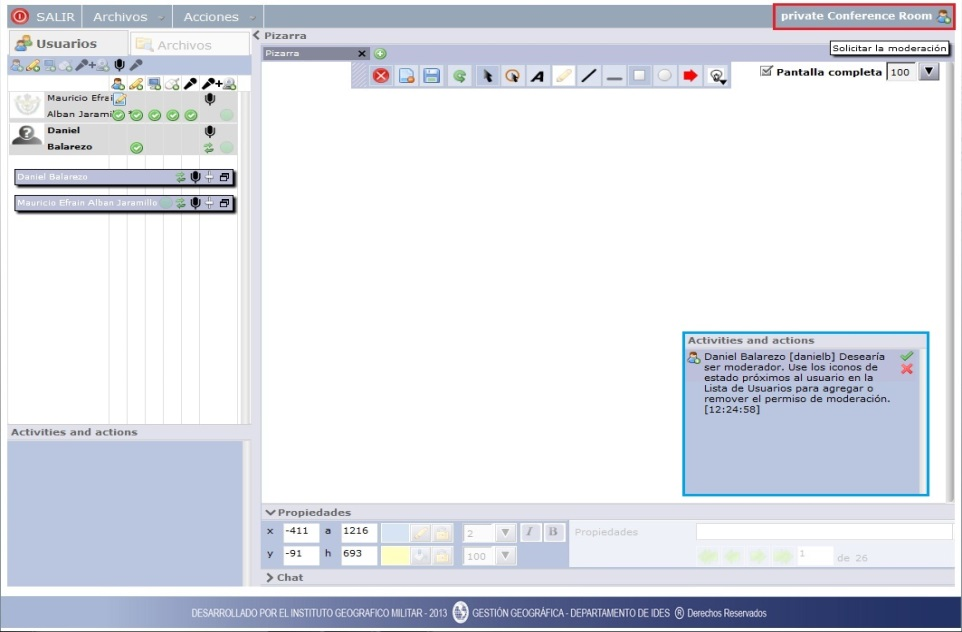 SALIR Archivos Acciones
private Conference Room
Usuarios Archivos
Pizarra
Solicitar la moderación
Pizarra
Pantalla completa 100
Mauricio Efrai
Alban Jarami
Daniel
Balarezo
Daniel Balarezo
Mauricio Efrain Alban Jaramillo
Activities and actions
Daniel Balarezo [danielb] Desearía
ser moderador. Use los iconos de
estado próximos al usuario en la
Lista de Usuarios para agregar o
remover el permiso de moderación.
[12:24:58]
Activities and actions
Propiedades
x -411 a 1216 2 I B Propiedades
y -91 h 693 100 1 de 26
Chat
DESARROLLADO POR EL INSTITUTO GEOGRAFICO MILITAR - 2013 GESTIÓN GEOGRÁFICA - DEPARTAMENTO DE IDES ® Derechos Reservados